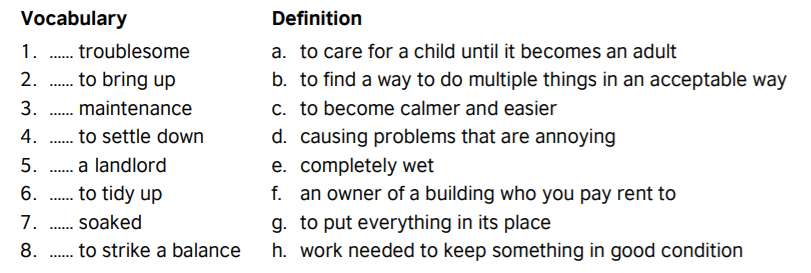 Vocabulary Definition
1. ...... troublesome a. to care for a child until it becomes an adult
2. ...... to bring up b. to find a way to do multiple things in an acceptable way
3. ...... maintenance c. to become calmer and easier
4. ...... to settle down d. causing problems that are annoying
5. ...... a landlord e. completely wet
6. ...... to tidy up f. an owner of a building who you pay rent to
7. ...... soaked g. to put everything in its place
8. ...... to strike a balance h. work needed to keep something in good condition